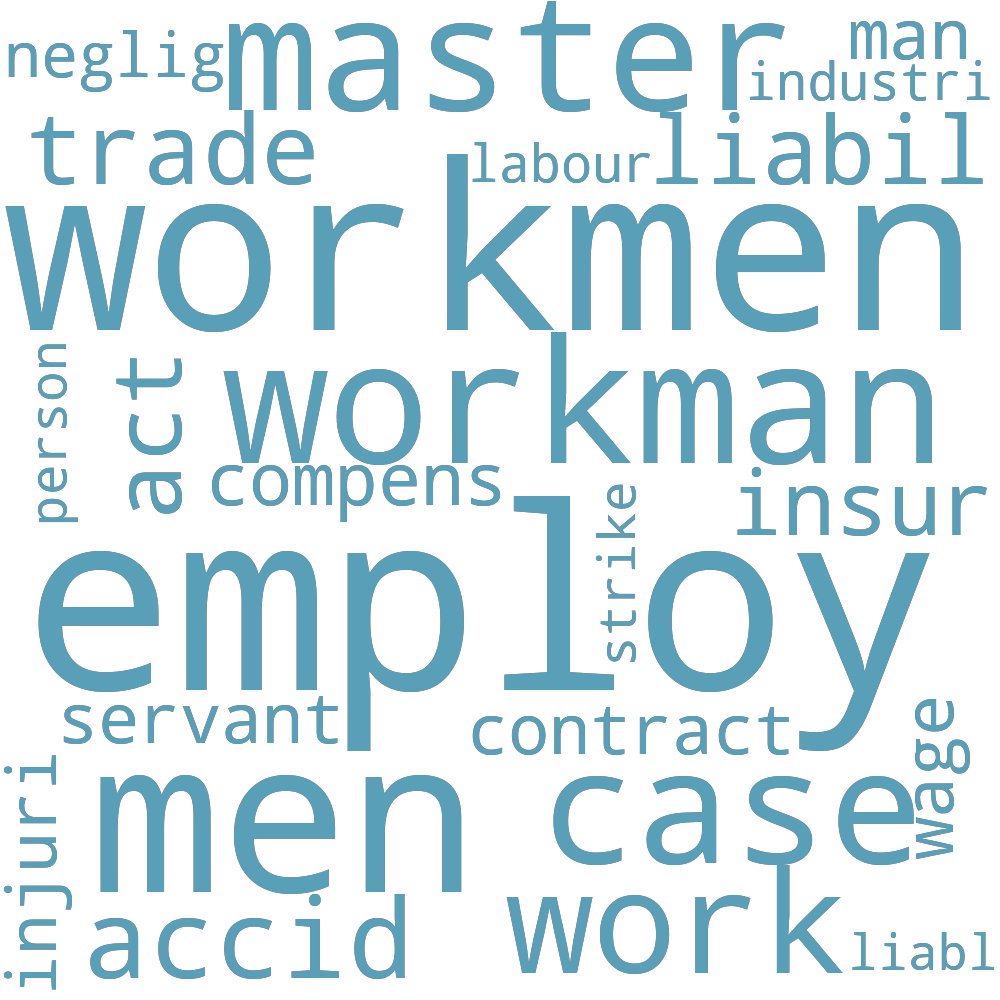 neglig
master
man
industri
trade
labour
liabil
workmen
person
act
workman
compens
insur
employ
strike
servant
contract
wage
injuri
men
case
accid
work
liabl